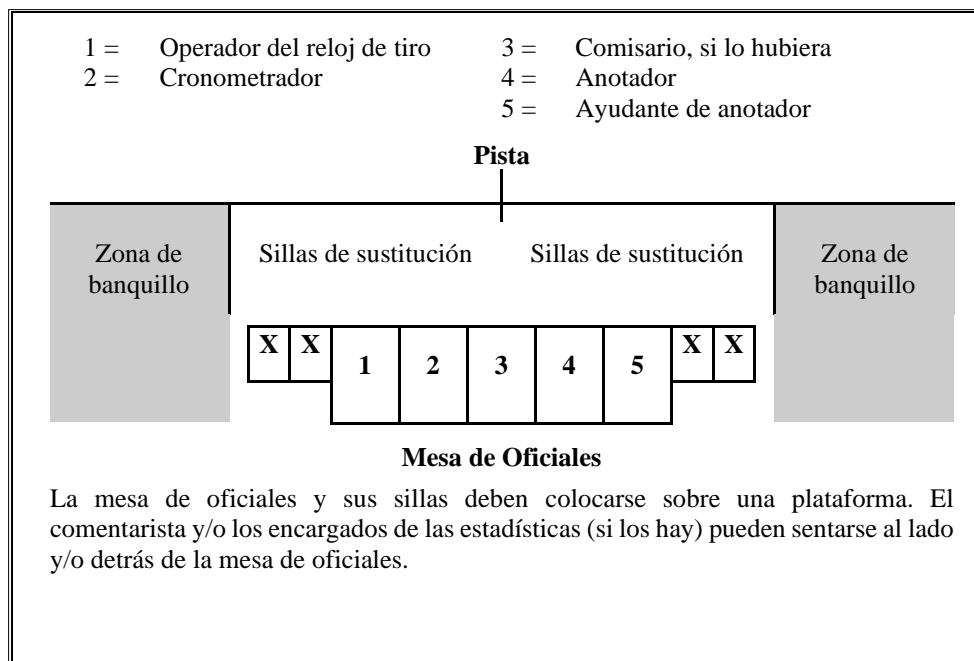 1 = Operador del reloj de tiro
2 = Cronometrador
3 = Comisario, si lo hubiera
4 = Anotador
5 = Ayudante de anotador
Pista
Zona de
banquillo
Sillas de sustitución
Sillas de sustitución
Zona de
banquillo
X X 1 2 3 4 5 X X
Mesa de Oficiales
La mesa de oficiales y sus sillas deben colocarse sobre una plataforma. El
comentarista y/o los encargados de las estadísticas (si los hay) pueden sentarse al lado
y/o detrás de la mesa de oficiales.